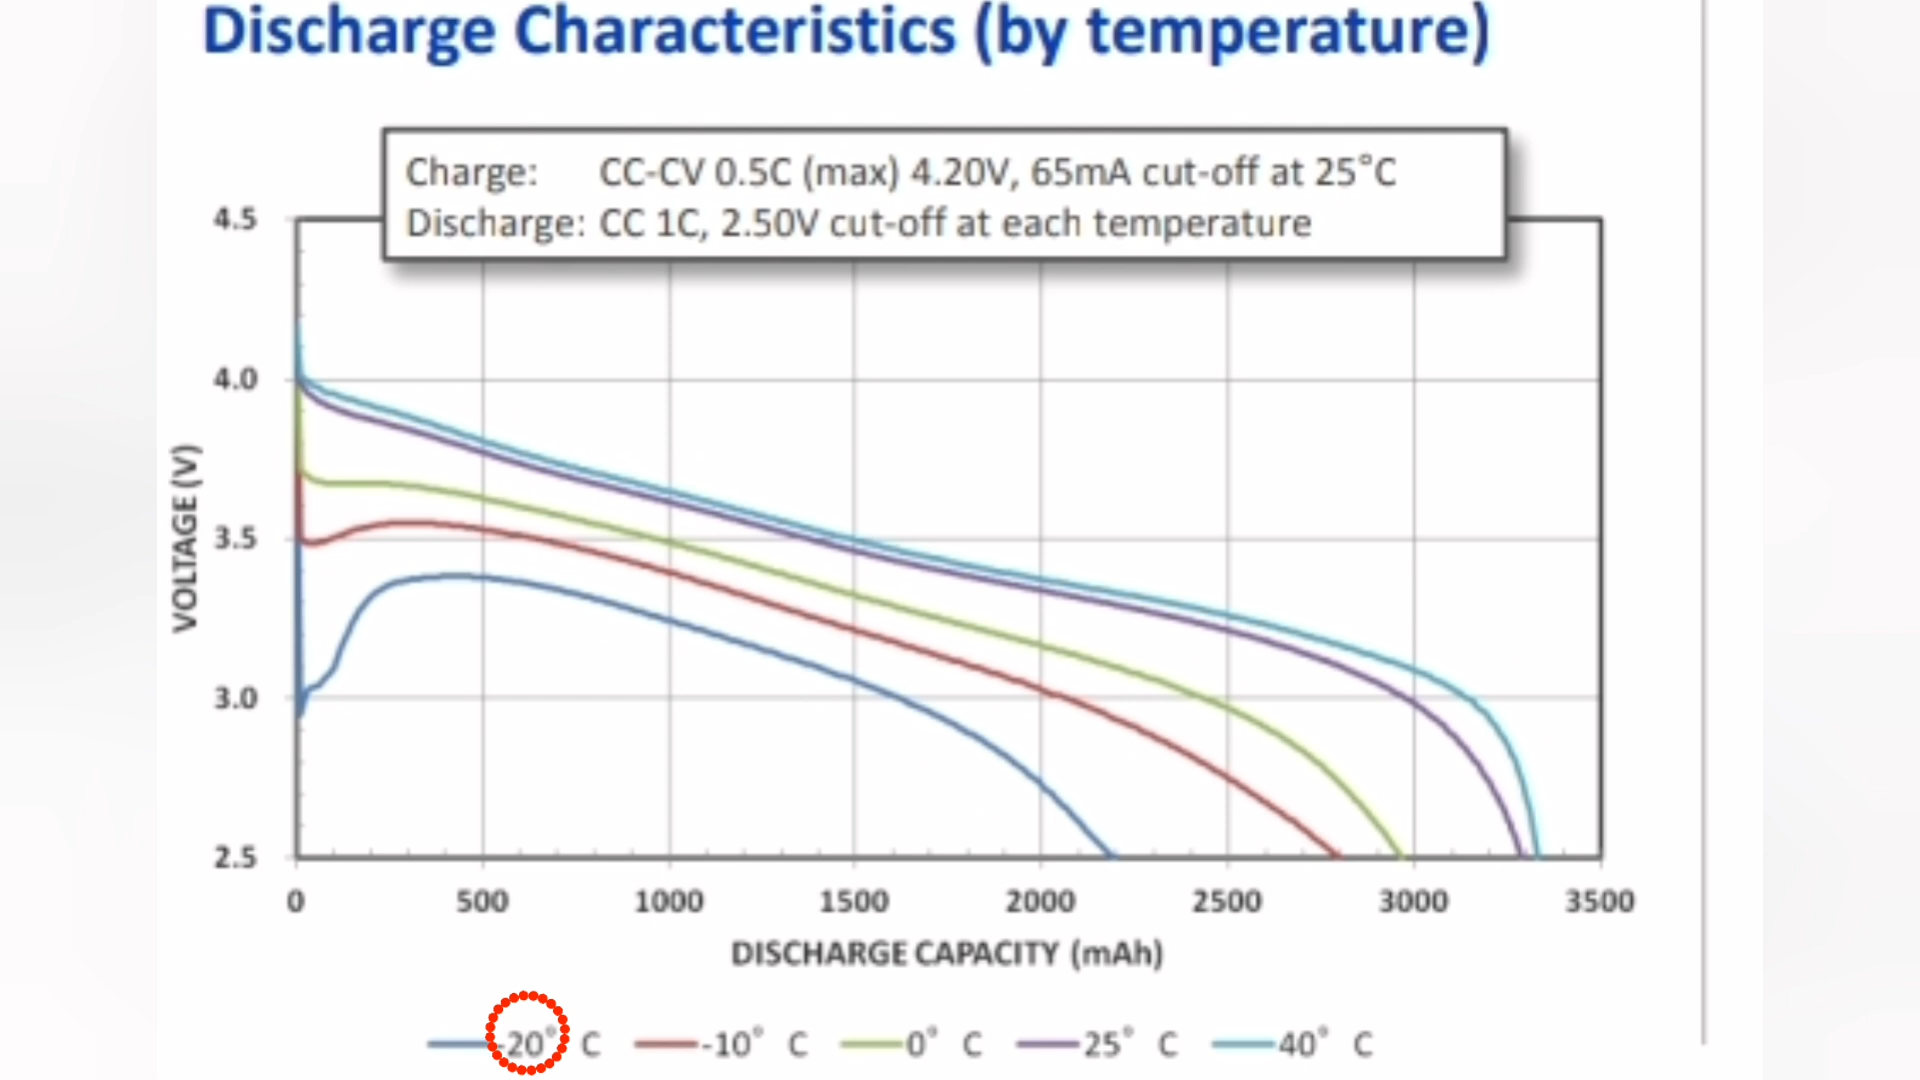 Discharge Characteristics (by temperature)
Charge: CC-CV 0.5C (max) 4.20V, 65mA cut-off at 25°C
Discharge: CC 1C, 2.50V cut-off at each temperature
4.5
4.0
3.5
3.0
2.5
VOLTAGE (V)
0 500 1000 1500 2000 2500 3000 3500
DISCHARGE CAPACITY (mAh)
-20° C -10° C 0° C 25° C 40° C